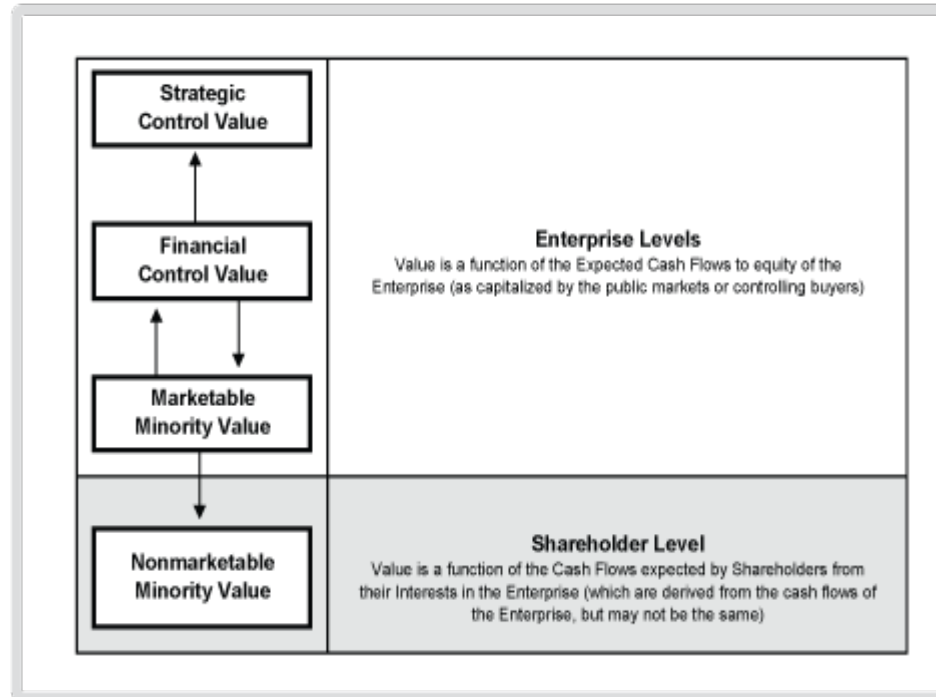 Strategic
Control Value
Financial
Control Value
Marketable
Minority Value
Enterprise Levels
Value is a function of the Expected Cash Flows to equity of the
Enterprise (as capitalized by the public markets or controlling buyers)
Nonmarketable
Minority Value
Shareholder Level
Value is a function of the Cash Flows expected by Shareholders from
their Interests in the Enterprise (which are derived from the cash flows of
the Enterprise, but may not be the same)